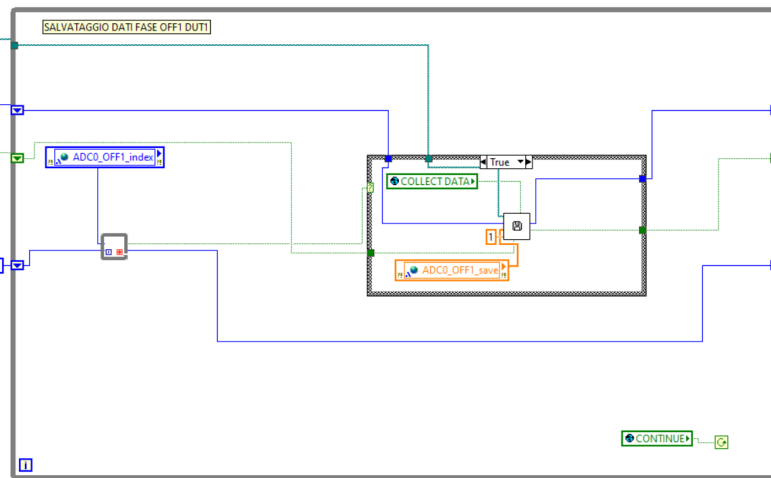 SALVATAGGIO DATI FASE OFF1 DUT1
ADC0_OFF1_index
True
COLLECT DATA
1
ADC0_OFF1_save
CONTINUE
i